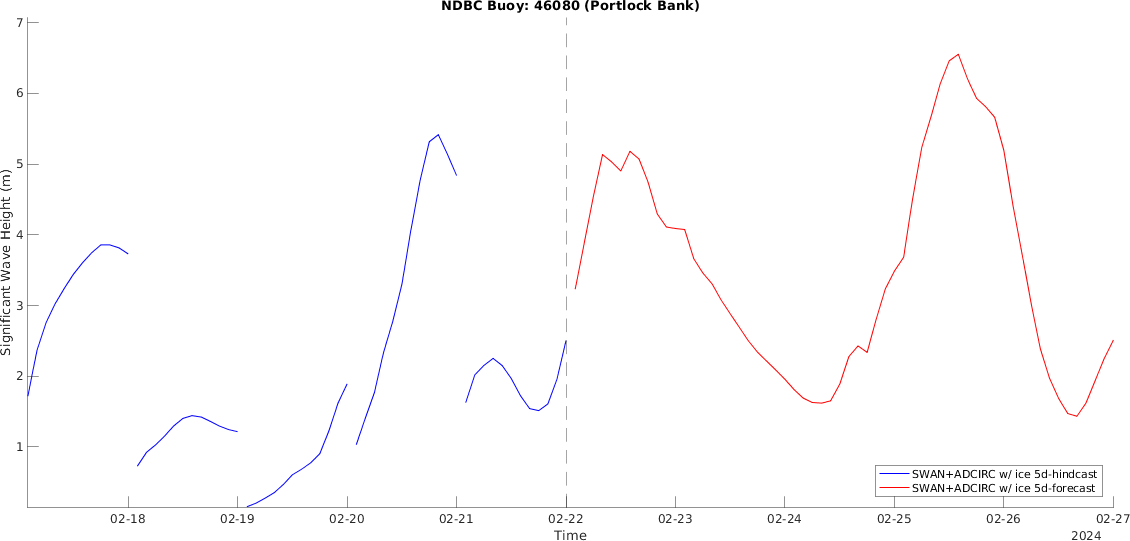 NDBC Buoy: 46080 (Portlock Bank)
7
6
5
4
3
2
1
Significant Wave Height (m)
SWAN+ADCIRC w/ ice 5d-hindcast
SWAN+ADCIRC w/ ice 5d-forecast
02-18 02-19 02-20 02-21 02-22 02-23 02-24 02-25 02-26 02-27
Time
2024